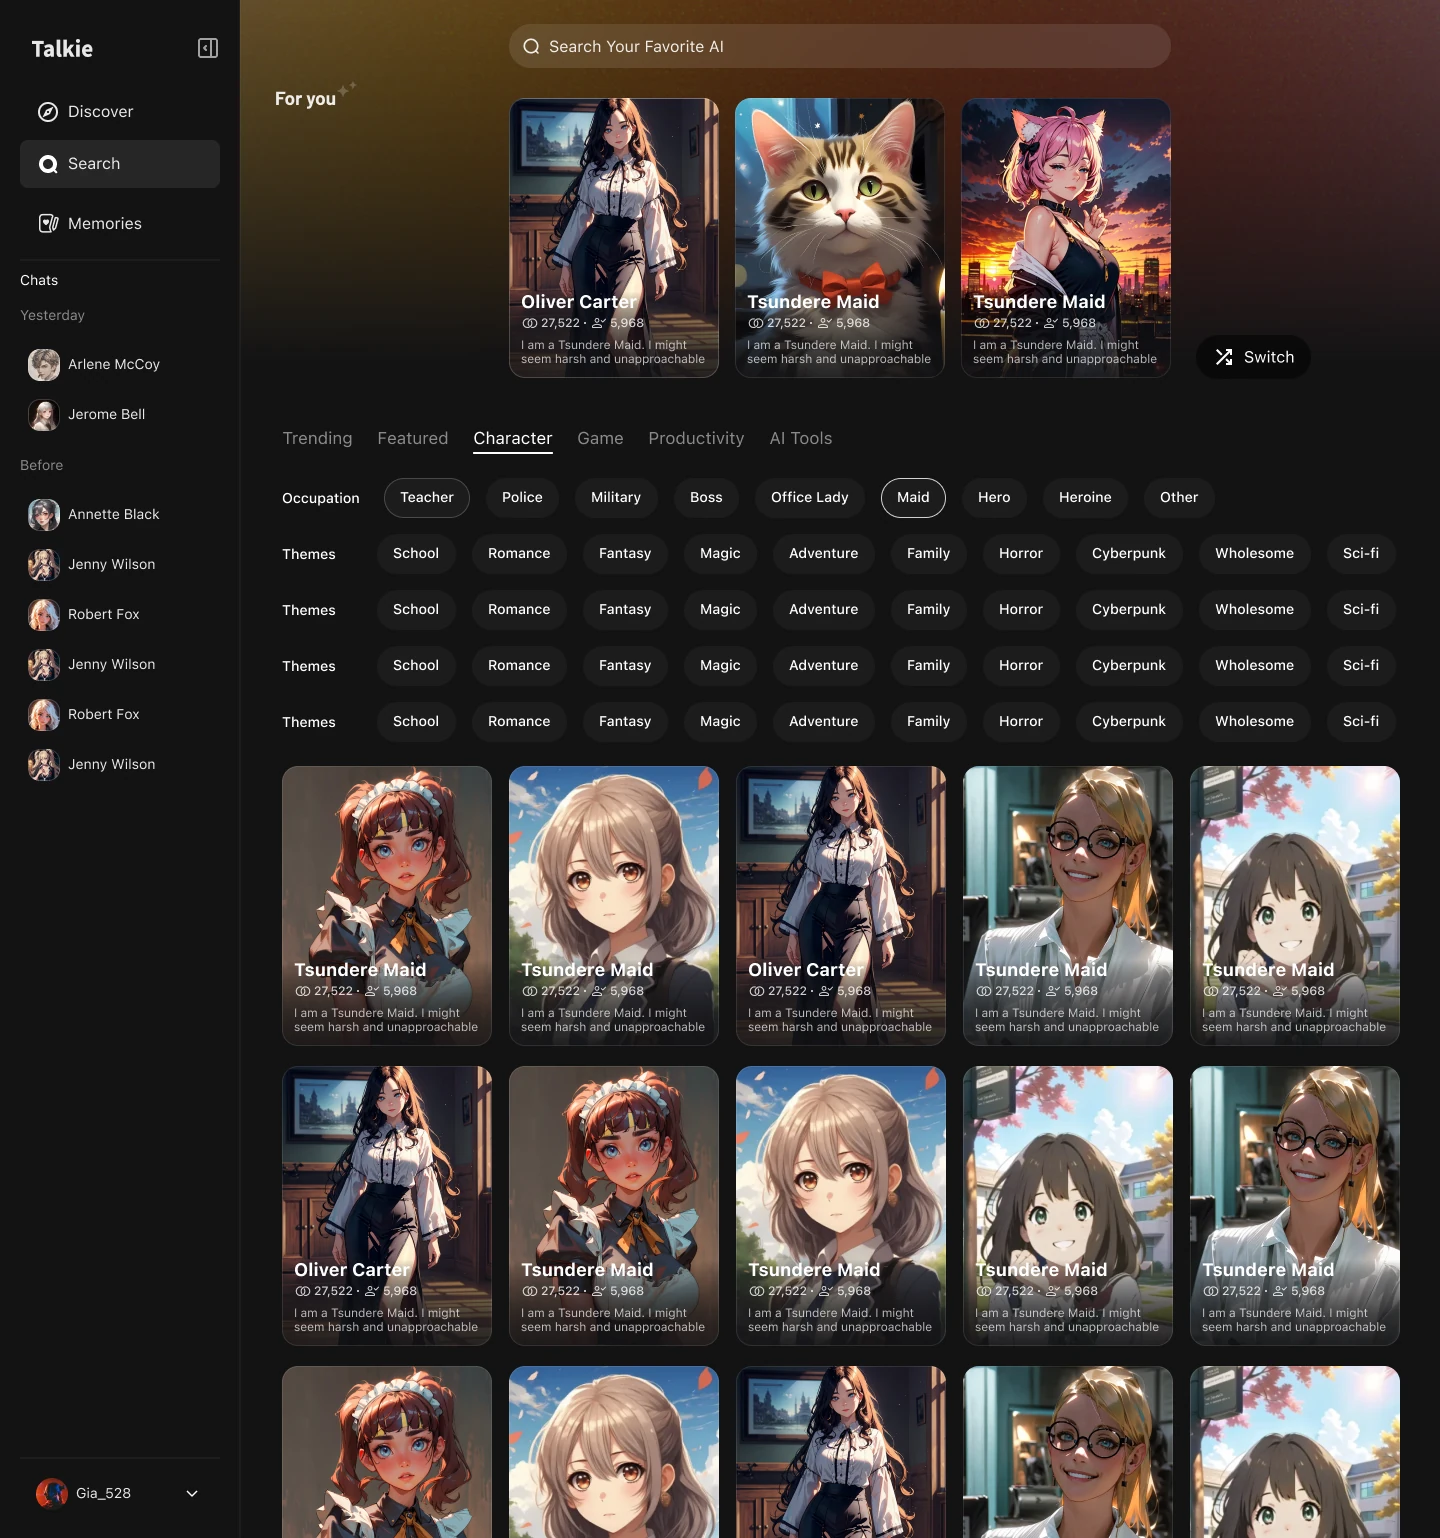 Talkie
Discover
Search
Memories
Chats
Yesterday
Arlene McCoy
Jerome Bell
Before
Annette Black
Jenny Wilson
Robert Fox
Jenny Wilson
Robert Fox
Jenny Wilson
Gia_528
Search Your Favorite AI
For you
Oliver Carter
27,522 · 5,968
I am a Tsundere Maid. I might
seem harsh and unapproachable
Tsundere Maid
27,522 · 5,968
I am a Tsundere Maid. I might
seem harsh and unapproachable
Tsundere Maid
27,522 · 5,968
I am a Tsundere Maid. I might
seem harsh and unapproachable
Switch
Trending Featured Character Game Productivity AI Tools
Occupation Teacher Police Military Boss Office Lady Maid Hero Heroine Other
Themes School Romance Fantasy Magic Adventure Family Horror Cyberpunk Wholesome Sci-fi
Themes School Romance Fantasy Magic Adventure Family Horror Cyberpunk Wholesome Sci-fi
Themes School Romance Fantasy Magic Adventure Family Horror Cyberpunk Wholesome Sci-fi
Themes School Romance Fantasy Magic Adventure Family Horror Cyberpunk Wholesome Sci-fi
Tsundere Maid
27,522 · 5,968
I am a Tsundere Maid. I might
seem harsh and unapproachable
Tsundere Maid
27,522 · 5,968
I am a Tsundere Maid. I might
seem harsh and unapproachable
Oliver Carter
27,522 · 5,968
I am a Tsundere Maid. I might
seem harsh and unapproachable
Tsundere Maid
27,522 · 5,968
I am a Tsundere Maid. I might
seem harsh and unapproachable
Tsundere Maid
27,522 · 5,968
I am a Tsundere Maid. I might
seem harsh and unapproachable
Oliver Carter
27,522 · 5,968
I am a Tsundere Maid. I might
seem harsh and unapproachable
Tsundere Maid
27,522 · 5,968
I am a Tsundere Maid. I might
seem harsh and unapproachable
Tsundere Maid
27,522 · 5,968
I am a Tsundere Maid. I might
seem harsh and unapproachable
Tsundere Maid
27,522 · 5,968
I am a Tsundere Maid. I might
seem harsh and unapproachable
Tsundere Maid
27,522 · 5,968
I am a Tsundere Maid. I might
seem harsh and unapproachable